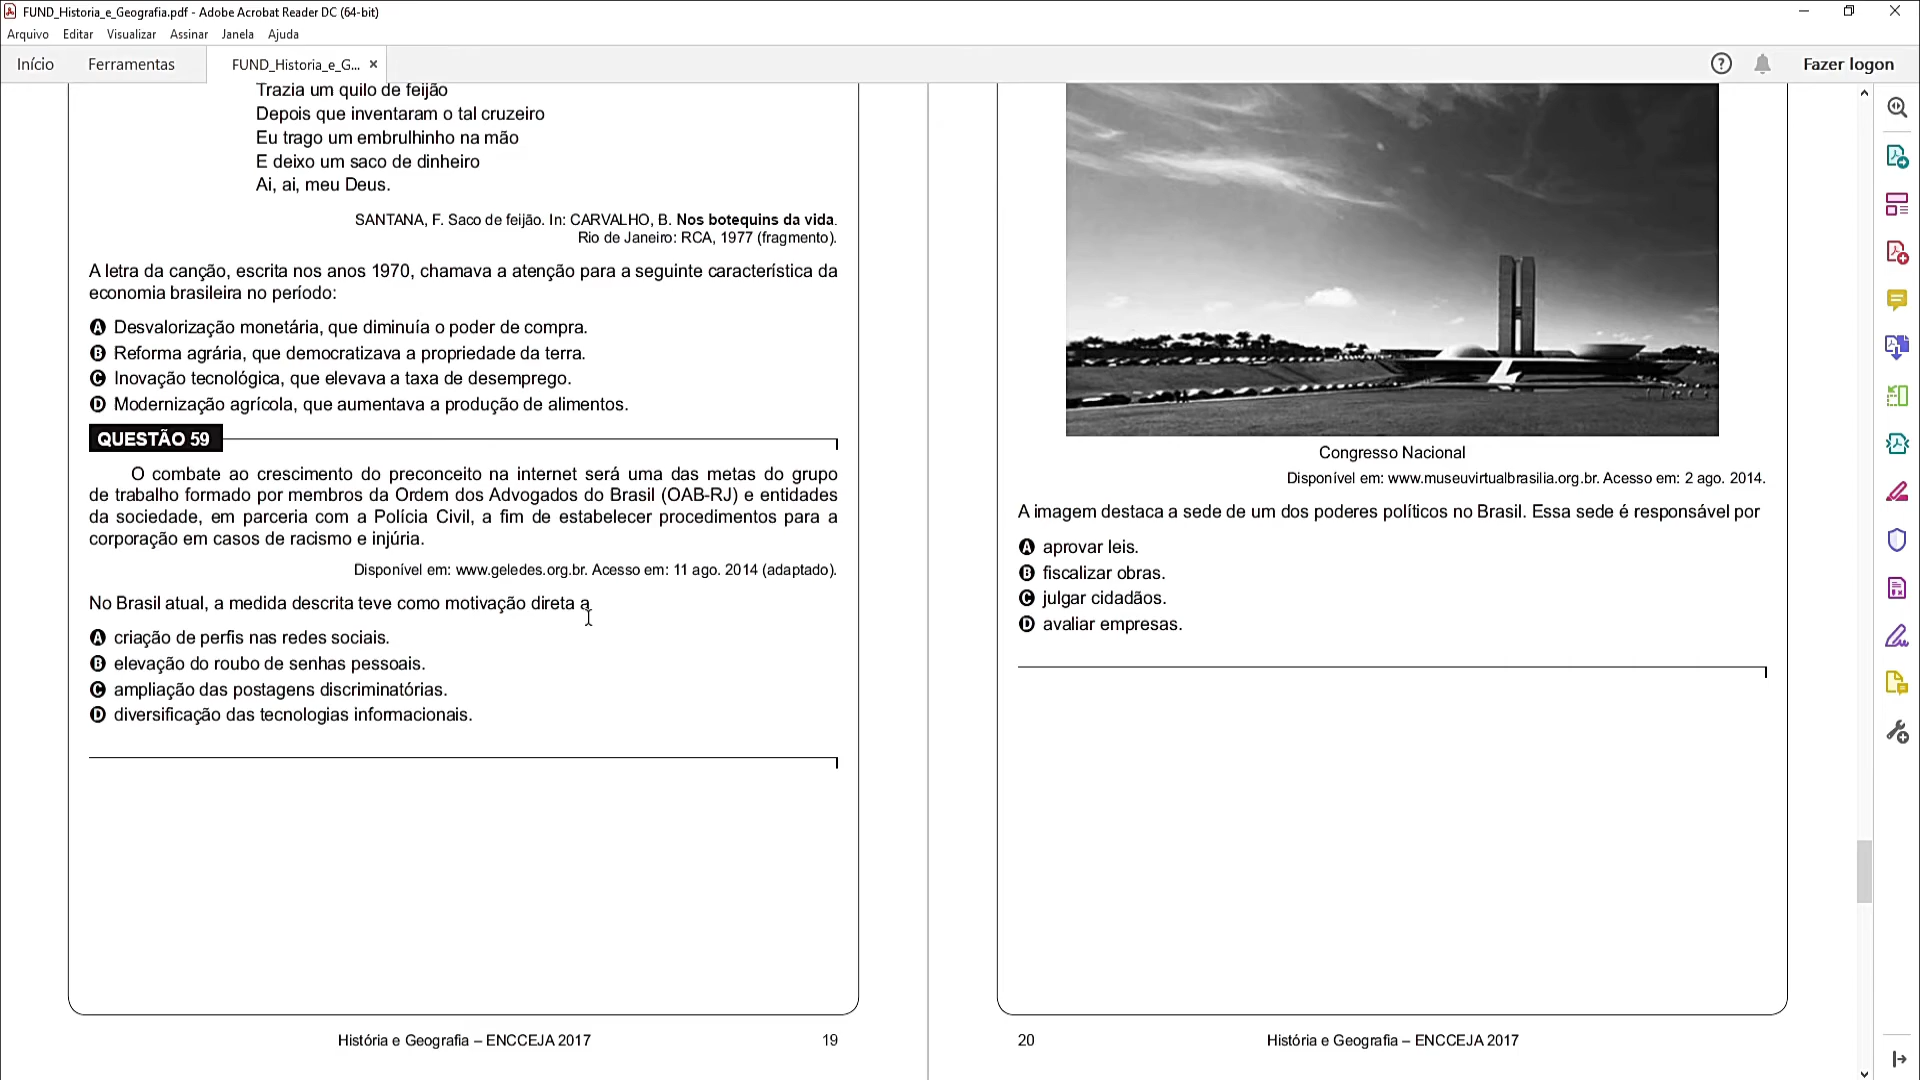 FUND_Historia_e_Geografia.pdf - Adobe Acrobat Reader DC (64-bit)
Arquivo Editar Visualizar Assinar Janela Ajuda
Início Ferramentas FUND_Historia_e_G... × Fazer logon
Trazia um quilo de feijão
Depois que inventaram o tal cruzeiro
Eu trago um embrulhinho na mão
E deixo um saco de dinheiro
Ai, ai, meu Deus.
SANTANA, F. Saco de feijão. In: CARVALHO, B. Nos botequins da vida.
Rio de Janeiro: RCA, 1977 (fragmento).
A letra da canção, escrita nos anos 1970, chamava a atenção para a seguinte característica da
economia brasileira no período:
A Desvalorização monetária, que diminuía o poder de compra.
B Reforma agrária, que democratizava a propriedade da terra.
C Inovação tecnológica, que elevava a taxa de desemprego.
D Modernização agrícola, que aumentava a produção de alimentos.
QUESTÃO 59
O combate ao crescimento do preconceito na internet será uma das metas do grupo
de trabalho formado por membros da Ordem dos Advogados do Brasil (OAB-RJ) e entidades
da sociedade, em parceria com a Polícia Civil, a fim de estabelecer procedimentos para a
corporação em casos de racismo e injúria.
Disponível em: www.geledes.org.br. Acesso em: 11 ago. 2014 (adaptado).
No Brasil atual, a medida descrita teve como motivação direta a
A criação de perfis nas redes sociais.
B elevação do roubo de senhas pessoais.
C ampliação das postagens discriminatórias.
D diversificação das tecnologias informacionais.
História e Geografia – ENCCEJA 2017 19
Congresso Nacional
Disponível em: www.museuvirtualbrasilia.org.br. Acesso em: 2 ago. 2014.
A imagem destaca a sede de um dos poderes políticos no Brasil. Essa sede é responsável por
A aprovar leis.
B fiscalizar obras.
C julgar cidadãos.
D avaliar empresas.
20 História e Geografia – ENCCEJA 2017